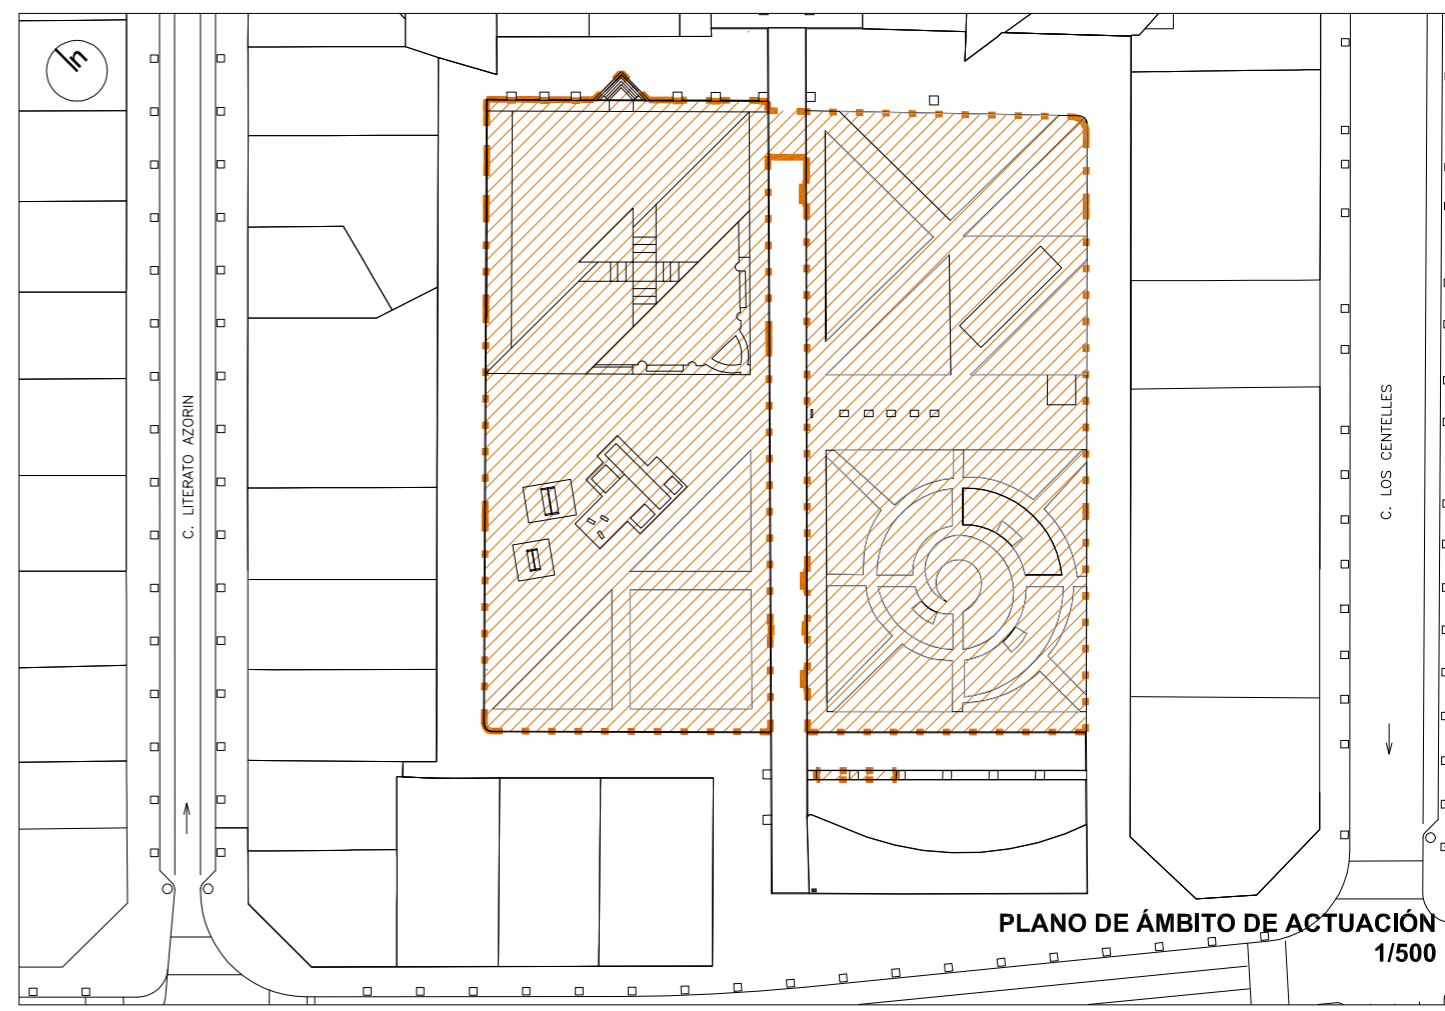 C. LITERATO AZORIN
C. LOS CENTELLES
PLANO DE ÁMBITO DE ACTUACIÓN
1/500